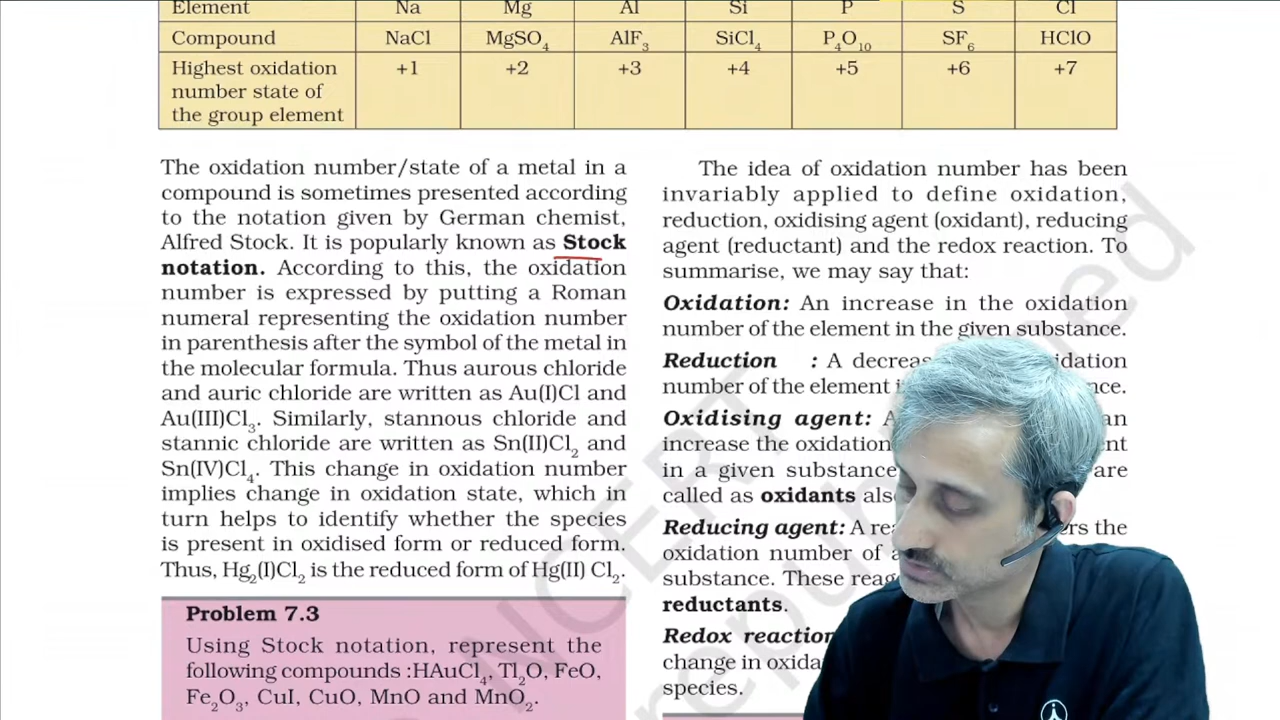 Element Na Mg Al Si P S Cl
Compound NaCl MgSO4 AlF3 SiCl4 P4O10 SF6 HClO
Highest oxidation +1 +2 +3 +4 +5 +6 +7
number state of
the group element
The oxidation number/state of a metal in a
compound is sometimes presented according
to the notation given by German chemist,
Alfred Stock. It is popularly known as Stock
notation. According to this, the oxidation
number is expressed by putting a Roman
numeral representing the oxidation number
in parenthesis after the symbol of the metal in
the molecular formula. Thus aurous chloride
and auric chloride are written as Au(I)Cl and
Au(III)Cl3. Similarly, stannous chloride and
stannic chloride are written as Sn(II)Cl2 and
Sn(IV)Cl4. This change in oxidation number
implies change in oxidation state, which in
turn helps to identify whether the species
is present in oxidised form or reduced form.
Thus, Hg2(I)Cl2 is the reduced form of Hg(II) Cl2.
Problem 7.3
Using Stock notation, represent the
following compounds :HAuCl4, Tl2O, FeO,
Fe2O3, CuI, CuO, MnO and MnO2.
The idea of oxidation number has been
invariably applied to define oxidation,
reduction, oxidising agent (oxidant), reducing
agent (reductant) and the redox reaction. To
summarise, we may say that:
Oxidation: An increase in the oxidation
number of the element in the given substance.
Reduction : A
number of the element
Oxidising agent:
increase the
in a given substance are
called as oxidants
Reducing agent: A the
oxidation number of
substance. These
reductants.
Redox
change in
species.
NCERT
republished